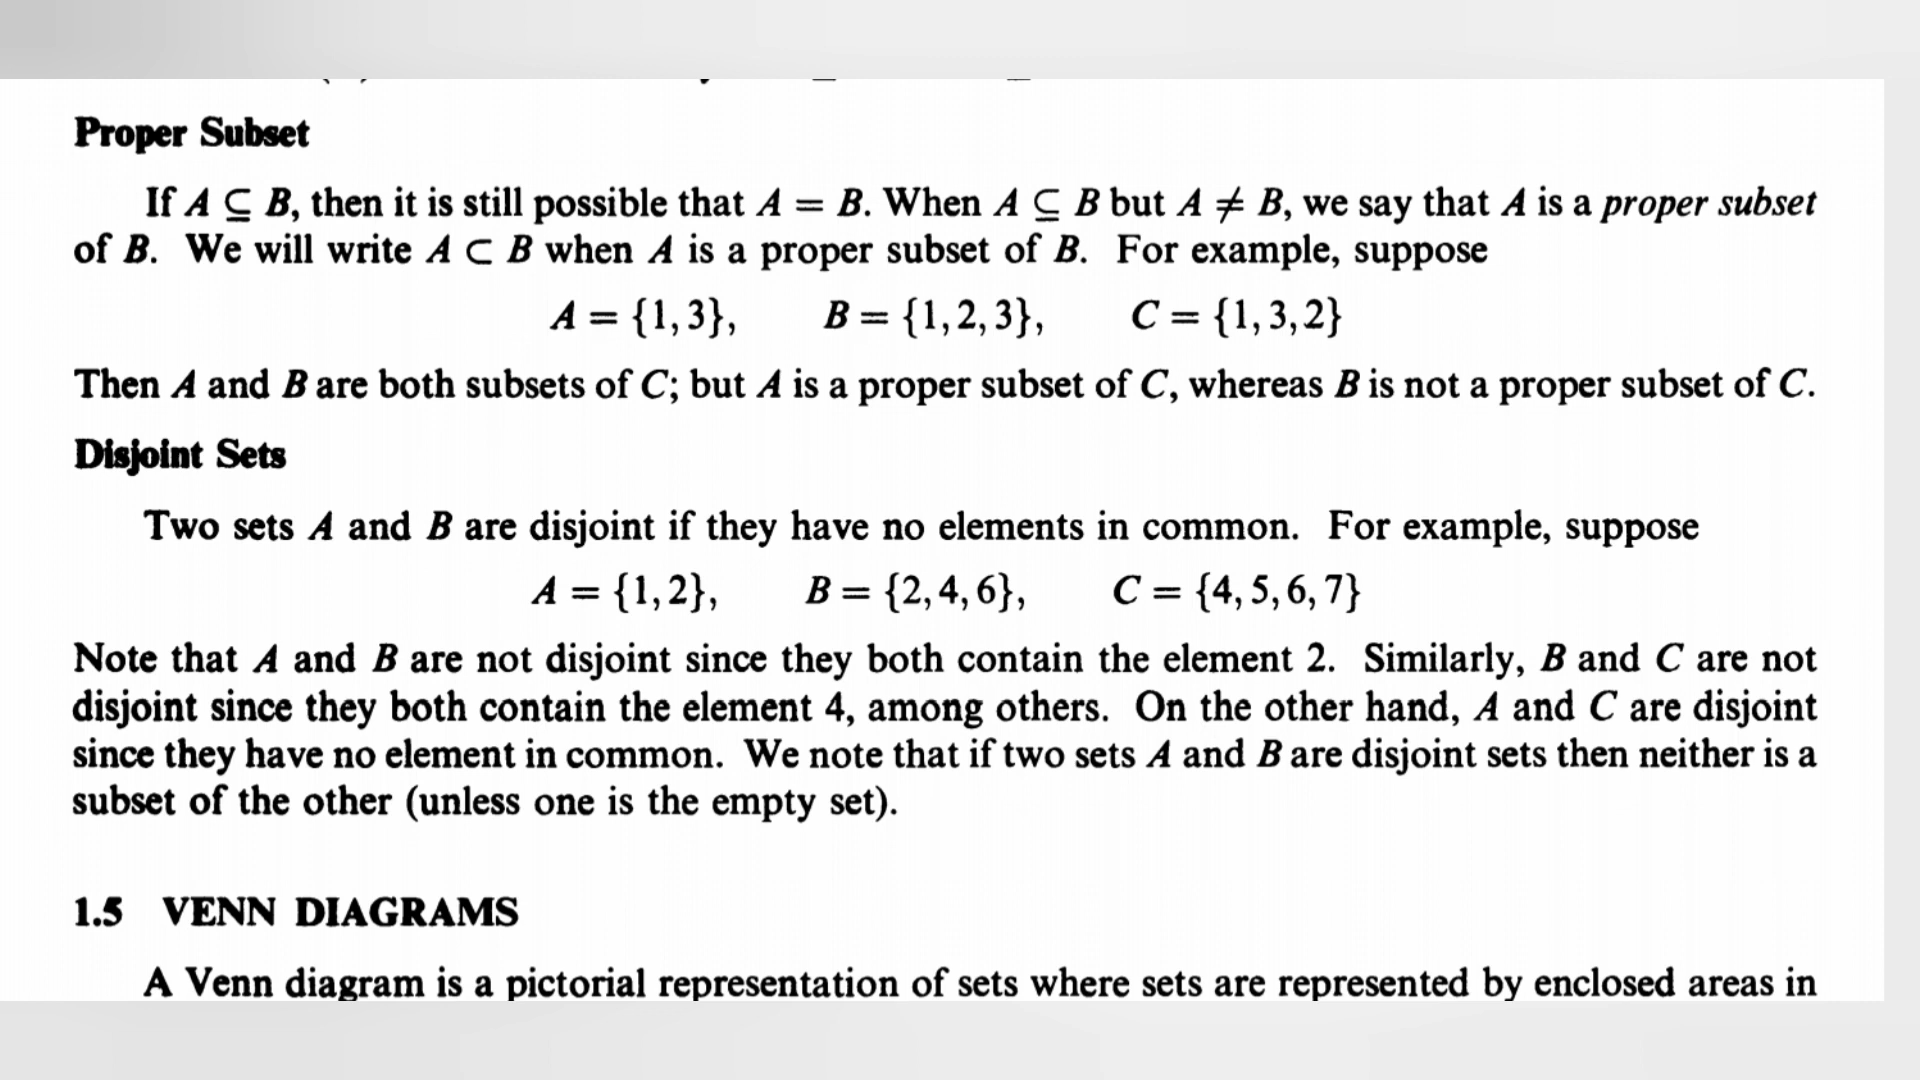 Proper Subset
If A ⊆ B, then it is still possible that A = B. When A ⊆ B but A ≠ B, we say that A is a proper subset
of B. We will write A ⊂ B when A is a proper subset of B. For example, suppose
A = {1, 3}, B = {1, 2, 3}, C = {1, 3, 2}
Then A and B are both subsets of C; but A is a proper subset of C, whereas B is not a proper subset of C.
Disjoint Sets
Two sets A and B are disjoint if they have no elements in common. For example, suppose
A = {1, 2}, B = {2, 4, 6}, C = {4, 5, 6, 7}
Note that A and B are not disjoint since they both contain the element 2. Similarly, B and C are not
disjoint since they both contain the element 4, among others. On the other hand, A and C are disjoint
since they have no element in common. We note that if two sets A and B are disjoint sets then neither is a
subset of the other (unless one is the empty set).
1.5 VENN DIAGRAMS
A Venn diagram is a pictorial representation of sets where sets are represented by enclosed areas in